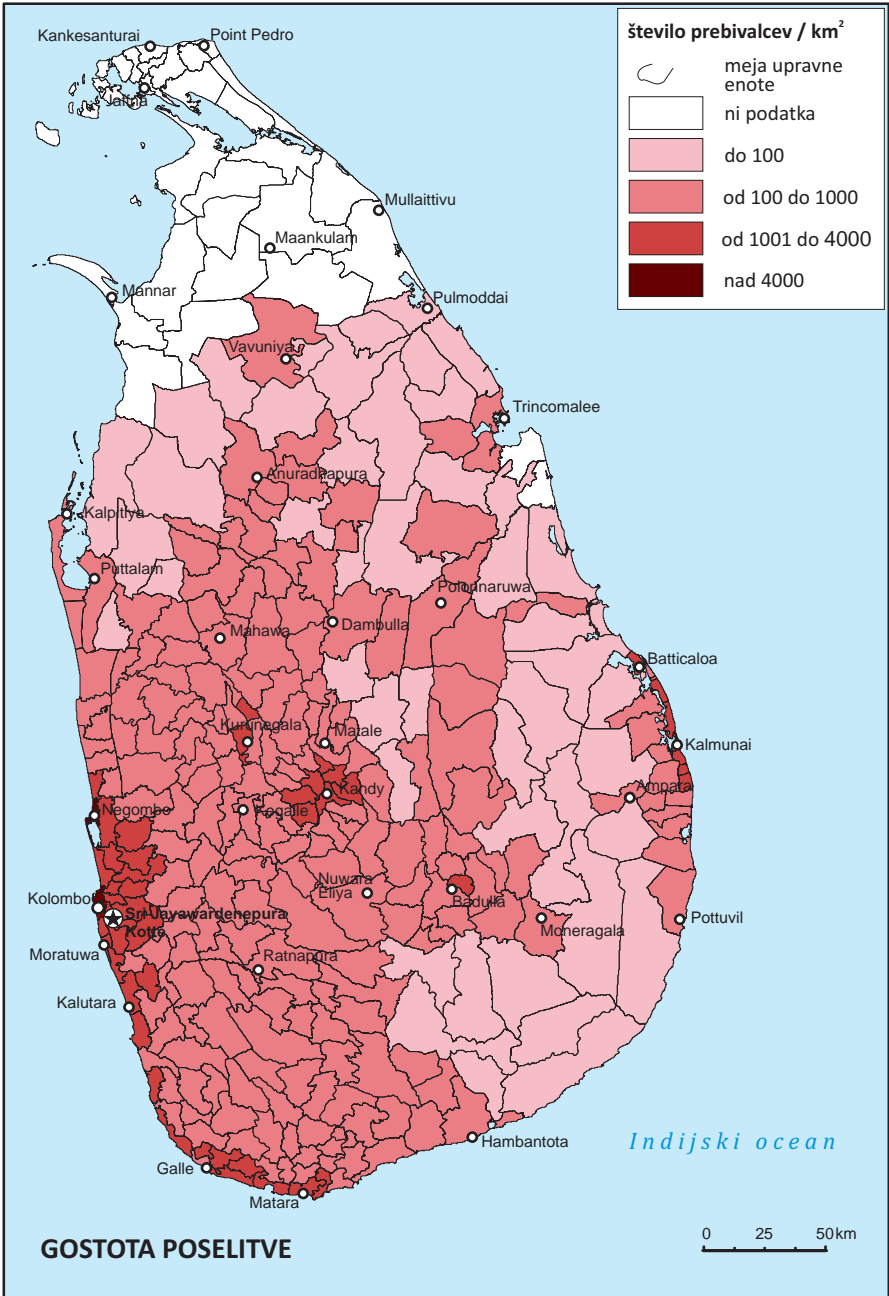 število prebivalcev / km²
meja upravne
enote
ni podatka
do 100
od 100 do 1000
od 1001 do 4000
nad 4000
Kankesanturai
Point Pedro
Jaffna
Mullaittivu
Maankulam
Mannar
Pulmoddai
Vavuniya
Trincomalee
Anuradhapura
Kalpitiya
Puttalam
Polonnaruwa
Dambulla
Mahawa
Batticaloa
Kurunegala
Matale
Kalmunai
Kandy
Ampara
Negombo
Kegalle
Nuwara
Eliya
Badulla
Kolombo
Sri Jayawardenepura
Kotte
Moneragala
Pottuvil
Moratuwa
Ratnapura
Kalutara
Hambantota
Indijski ocean
Galle
Matara
GOSTOTA POSELITVE
0 25 50 km